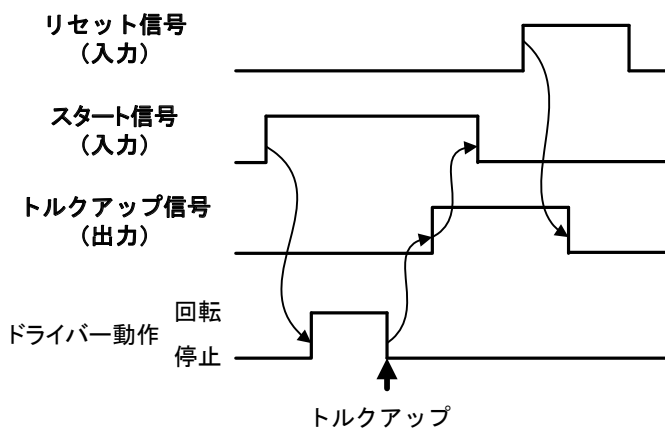 リセット信号
（入力）
スタート信号
（入力）
トルクアップ信号
（出力）
ドライバー動作
回転
停止
トルクアップ